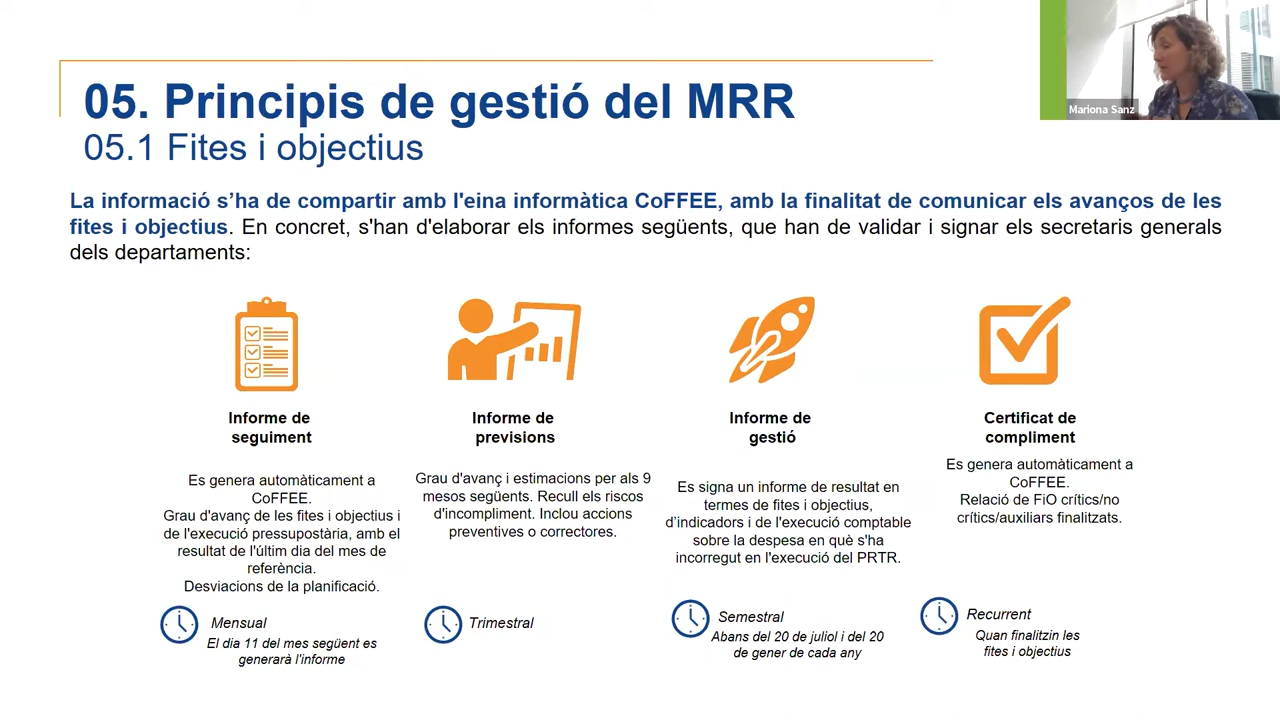 Mariona Sanz
05. Principis de gestió del MRR
05.1 Fites i objectius
La informació s’ha de compartir amb l'eina informàtica CoFFEE, amb la finalitat de comunicar els avanços de les
fites i objectius. En concret, s'han d'elaborar els informes següents, que han de validar i signar els secretaris generals
dels departaments:
Informe de
seguiment
Es genera automàticament a
CoFFEE.
Grau d'avanç de les fites i objectius i
de l'execució pressupostària, amb el
resultat de l'últim dia del mes de
referència.
Desviacions de la planificació.
Mensual
El dia 11 del mes següent es
generarà l'informe
Informe de
previsions
Grau d'avanç i estimacions per als 9
mesos següents. Recull els riscos
d'incompliment. Inclou accions
preventives o correctores.
Trimestral
Informe de
gestió
Es signa un informe de resultat en
termes de fites i objectius,
d’indicadors i de l'execució comptable
sobre la despesa en què s'ha
incorregut en l'execució del PRTR.
Semestral
Abans del 20 de juliol i del 20
de gener de cada any
Certificat de
compliment
Es genera automàticament a
CoFFEE.
Relació de FiO crítics/no
crítics/auxiliars finalitzats.
Recurrent
Quan finalitzin les
fites i objectius